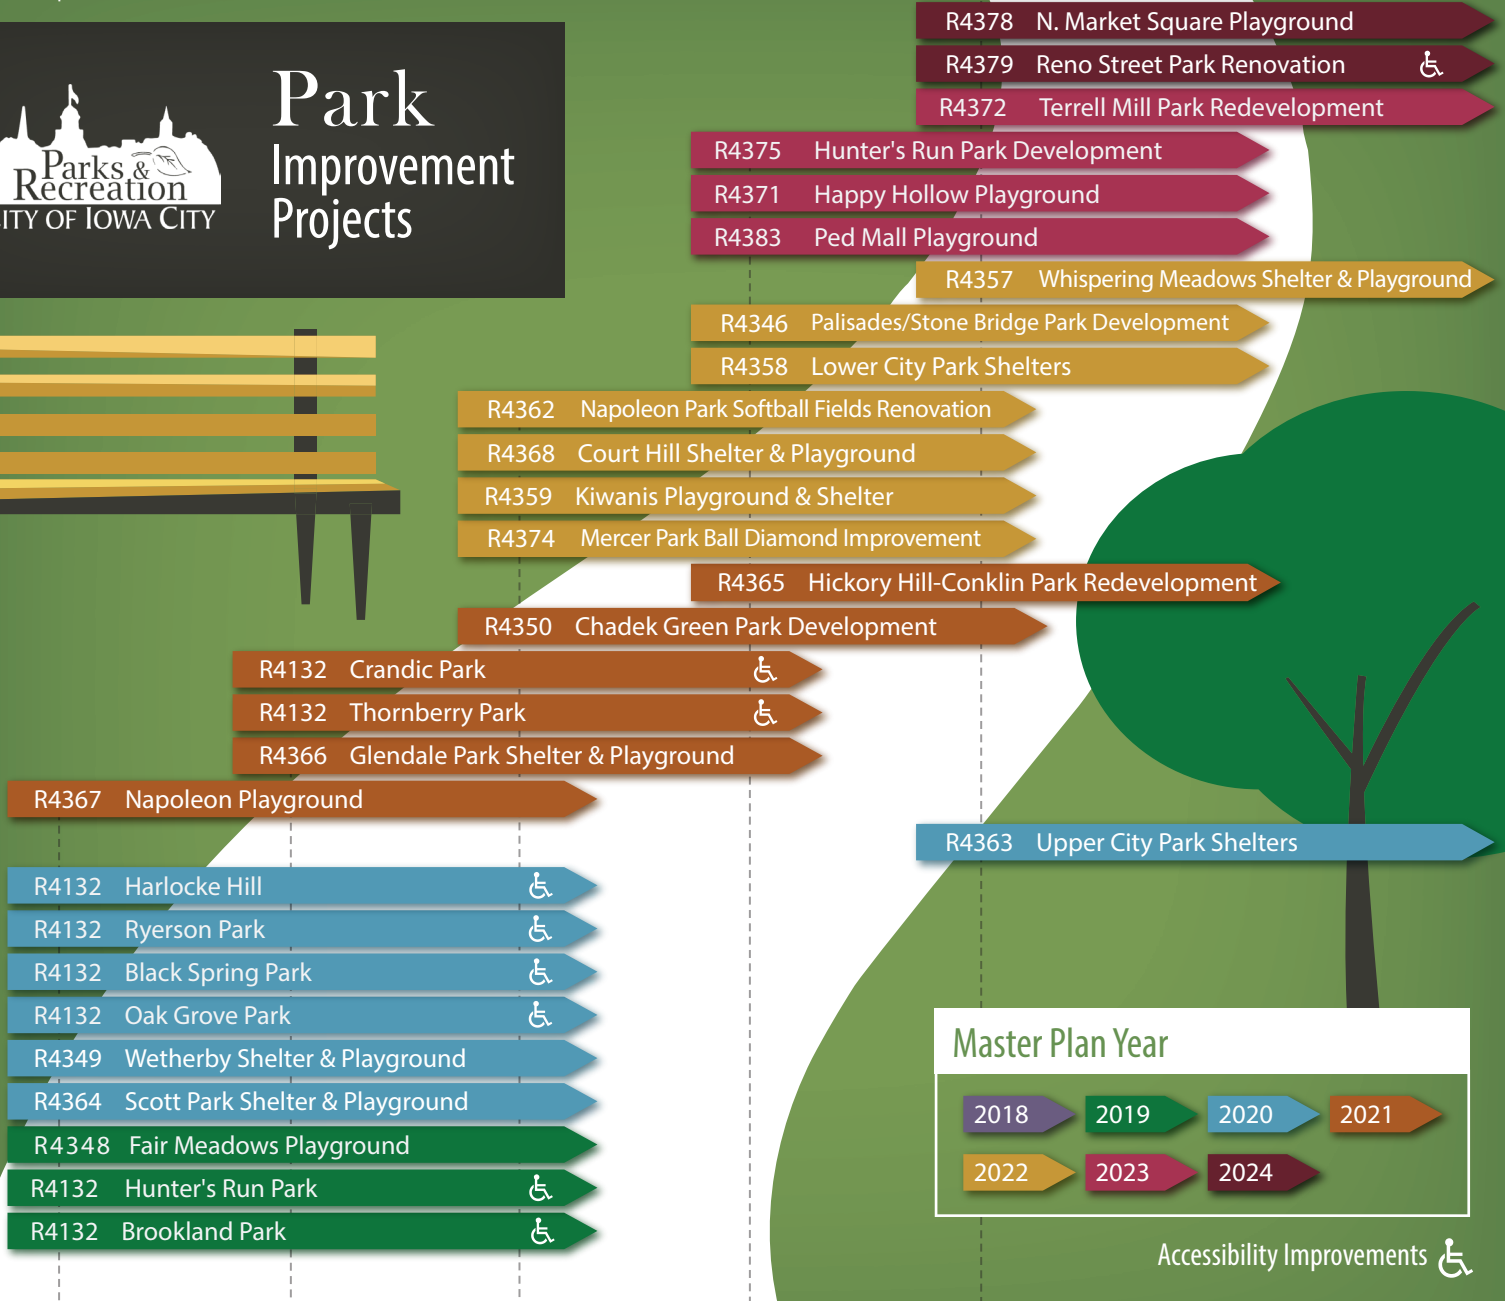 Parks &
Recreation
ITY OF IOWA CITY
Park
Improvement
Projects
R4378 N. Market Square Playground
R4379 Reno Street Park Renovation
R4372 Terrell Mill Park Redevelopment
R4375 Hunter's Run Park Development
R4371 Happy Hollow Playground
R4383 Ped Mall Playground
R4357 Whispering Meadows Shelter & Playground
R4346 Palisades/Stone Bridge Park Development
R4358 Lower City Park Shelters
R4362 Napoleon Park Softball Fields Renovation
R4368 Court Hill Shelter & Playground
R4359 Kiwanis Playground & Shelter
R4374 Mercer Park Ball Diamond Improvement
R4365 Hickory Hill-Conklin Park Redevelopment
R4350 Chadek Green Park Development
R4132 Crandic Park
R4132 Thornberry Park
R4366 Glendale Park Shelter & Playground
R4367 Napoleon Playground
R4363 Upper City Park Shelters
R4132 Harlocke Hill
R4132 Ryerson Park
R4132 Black Spring Park
R4132 Oak Grove Park
R4349 Wetherby Shelter & Playground
R4364 Scott Park Shelter & Playground
R4348 Fair Meadows Playground
R4132 Hunter's Run Park
R4132 Brookland Park
Master Plan Year
2018 2019 2020 2021
2022 2023 2024
Accessibility Improvements